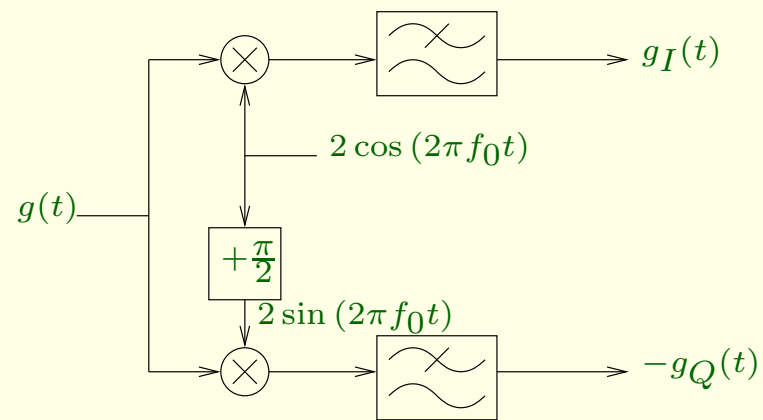 g_I(t)
2 cos (2πf_0t)
g(t)
+π/2
2 sin (2πf_0t)
−g_Q(t)